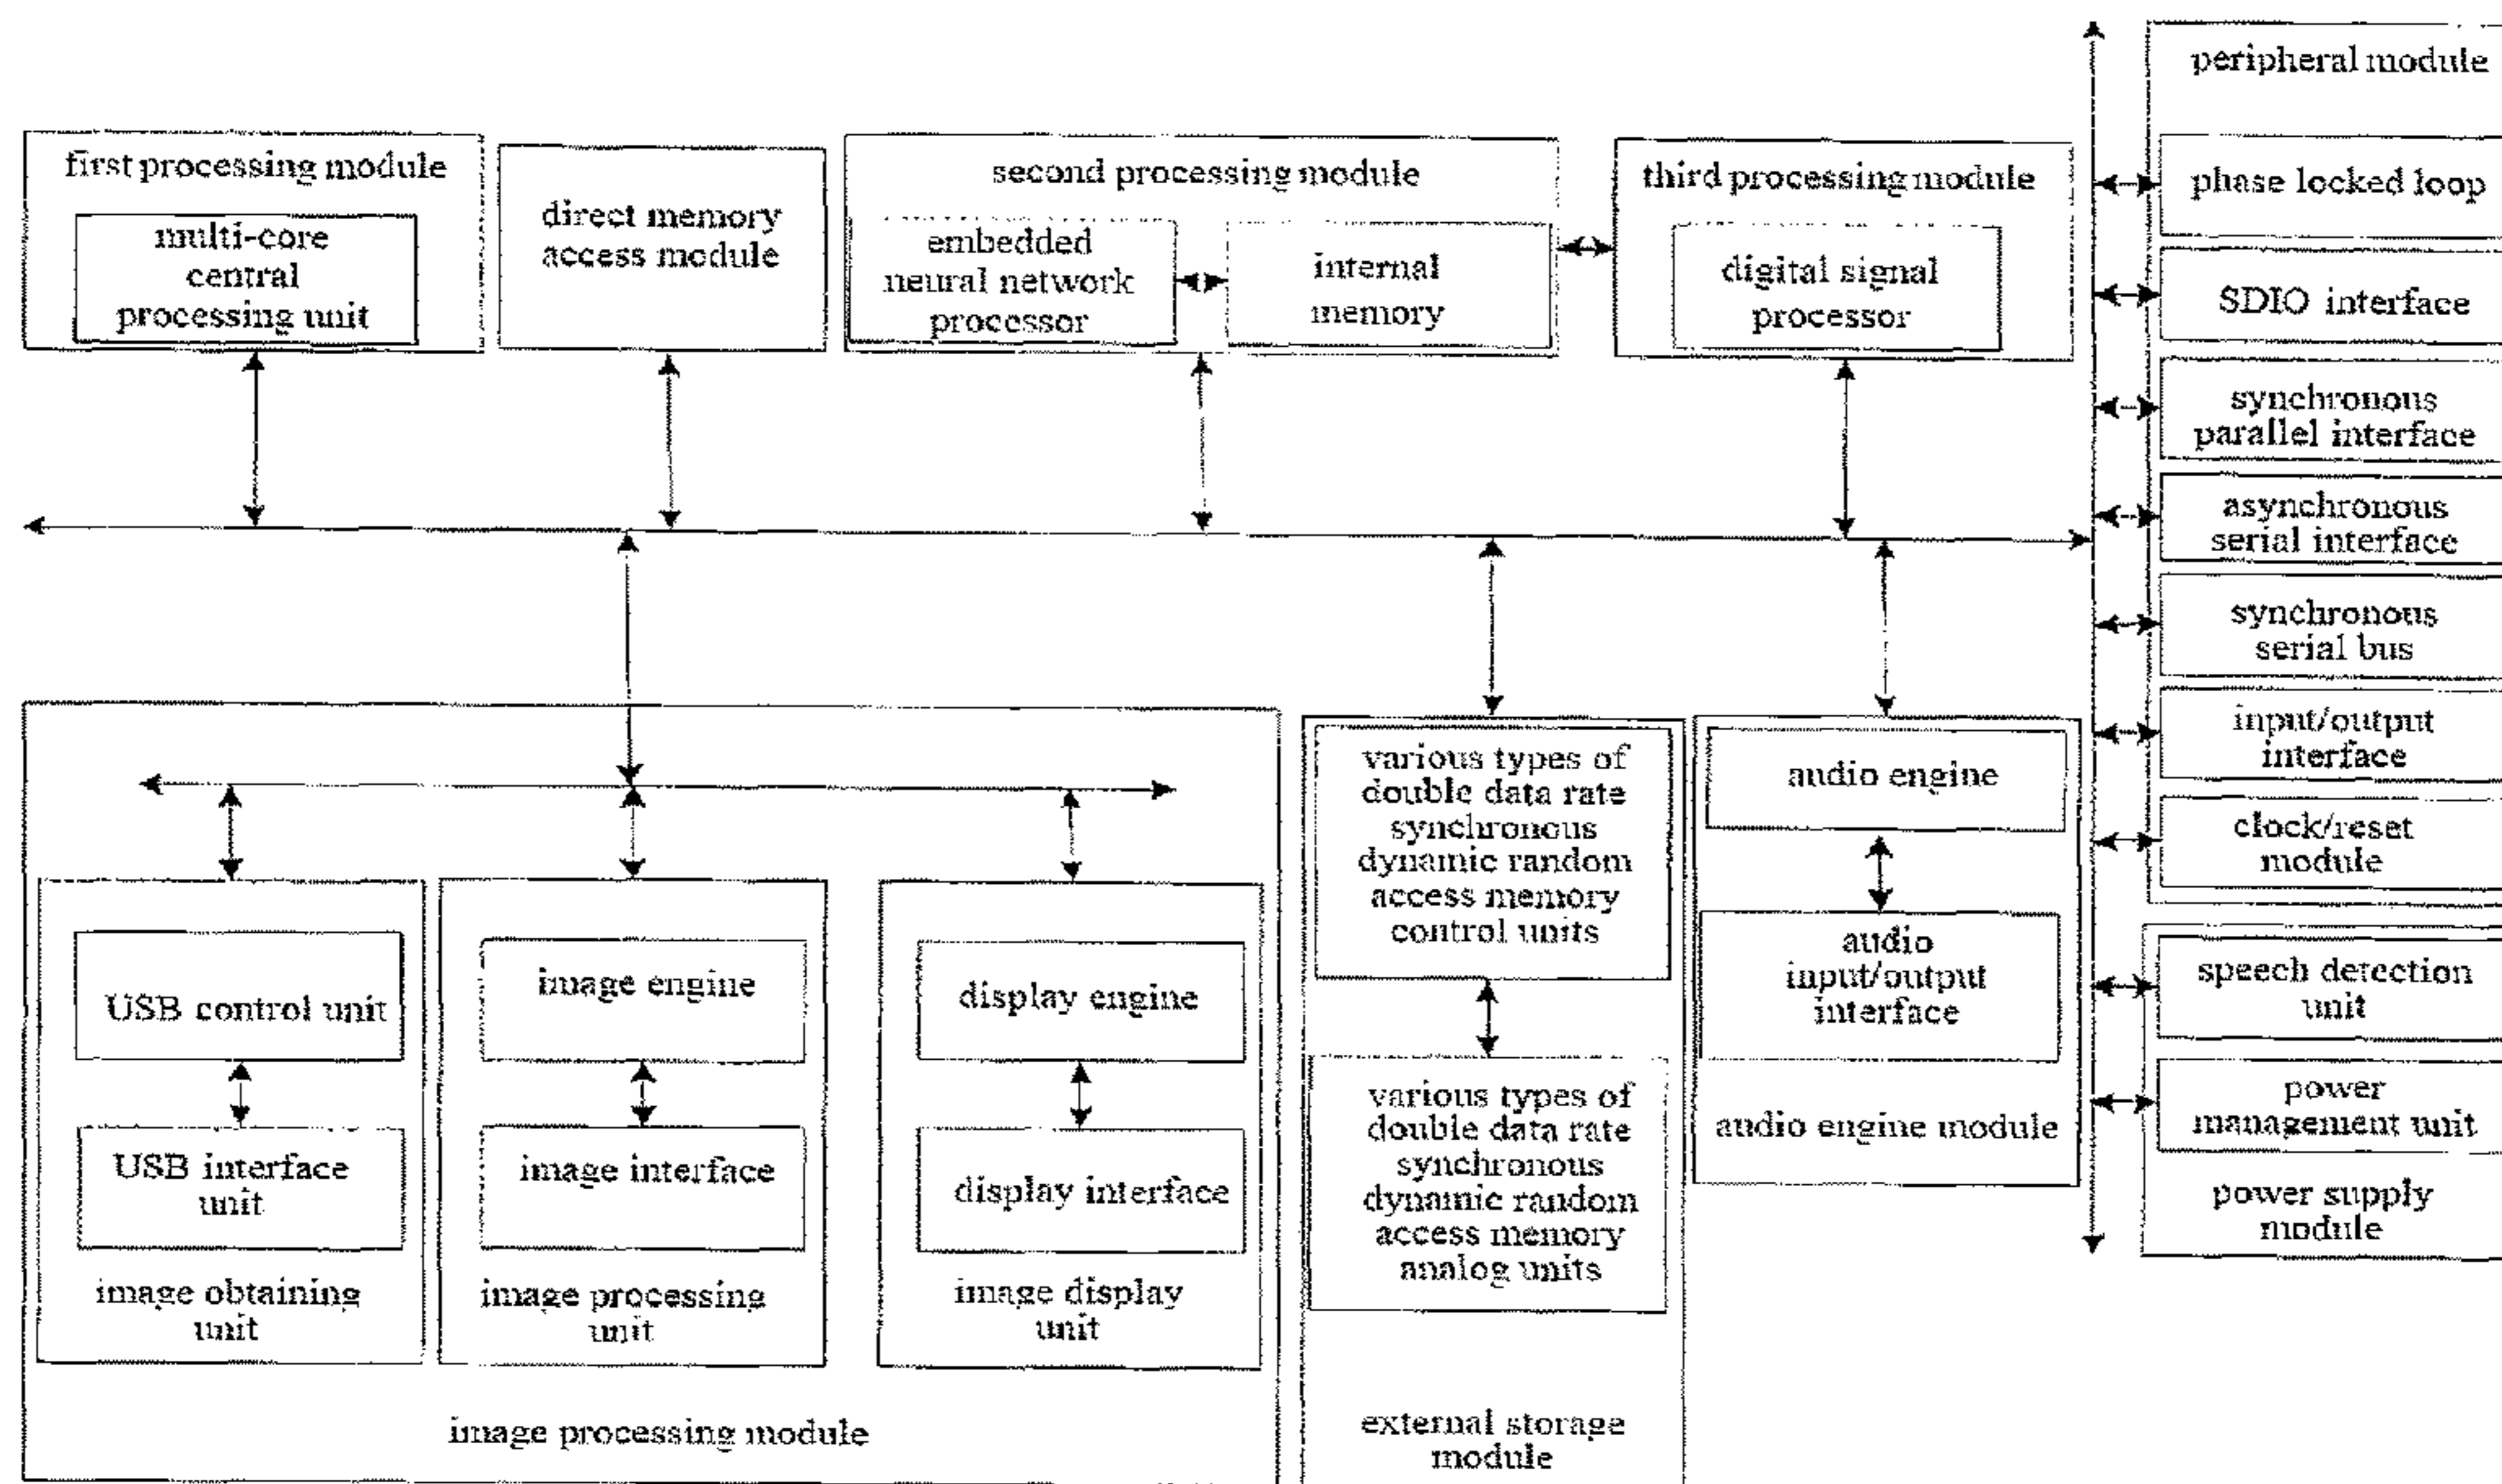 peripheral module
first processing module
multi-core
central
processing unit
direct memory
access module
second processing module
embedded
neural network
processor
internal
memory
third processing module
digital signal
processor
phase locked loop
SDIO interface
synchronous
parallel interface
asynchronous
serial interface
synchronous
serial bus
input/output
interface
clock/reset
module
speech detection
unit
power
management unit
power supply
module
USB control unit
USB interface
unit
image obtaining
unit
image engine
image interface
image processing
unit
display engine
display interface
image display
unit
image processing module
various types of
double data rate
synchronous
dynamic random
access memory
control units
various types of
double data rate
synchronous
dynamic random
access memory
analog units
external storage
module
audio engine
audio
input/output
interface
audio engine module